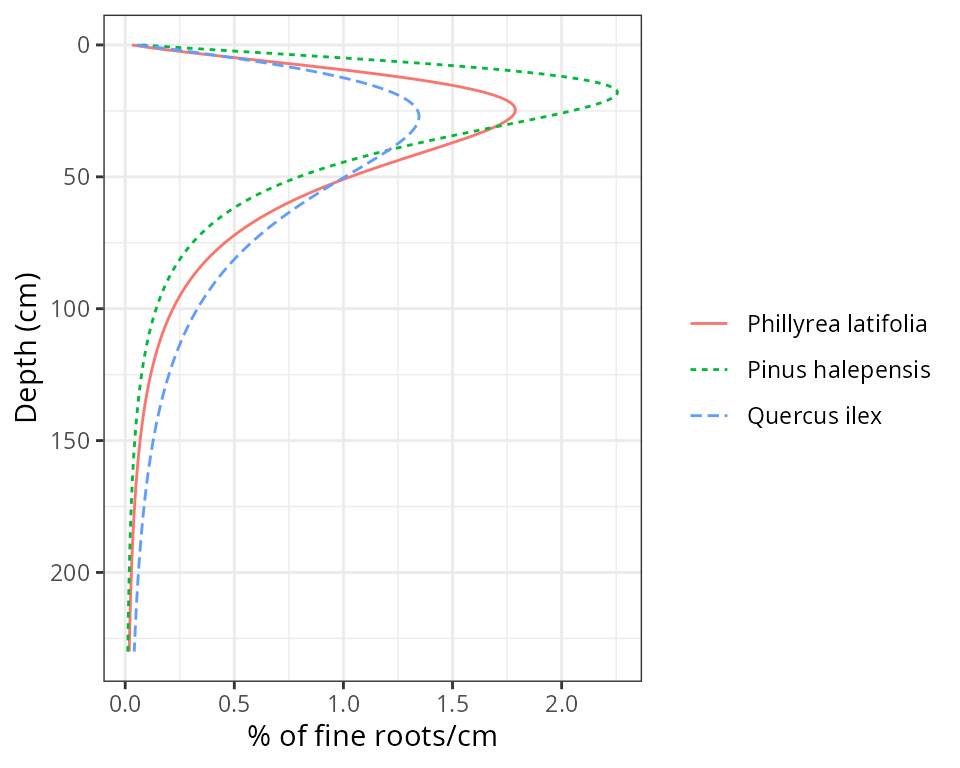 0
50
100
150
200
Depth (cm)
0.0
0.5
1.0
1.5
2.0
% of fine roots/cm
Phillyrea latifolia
Pinus halepensis
Quercus ilex